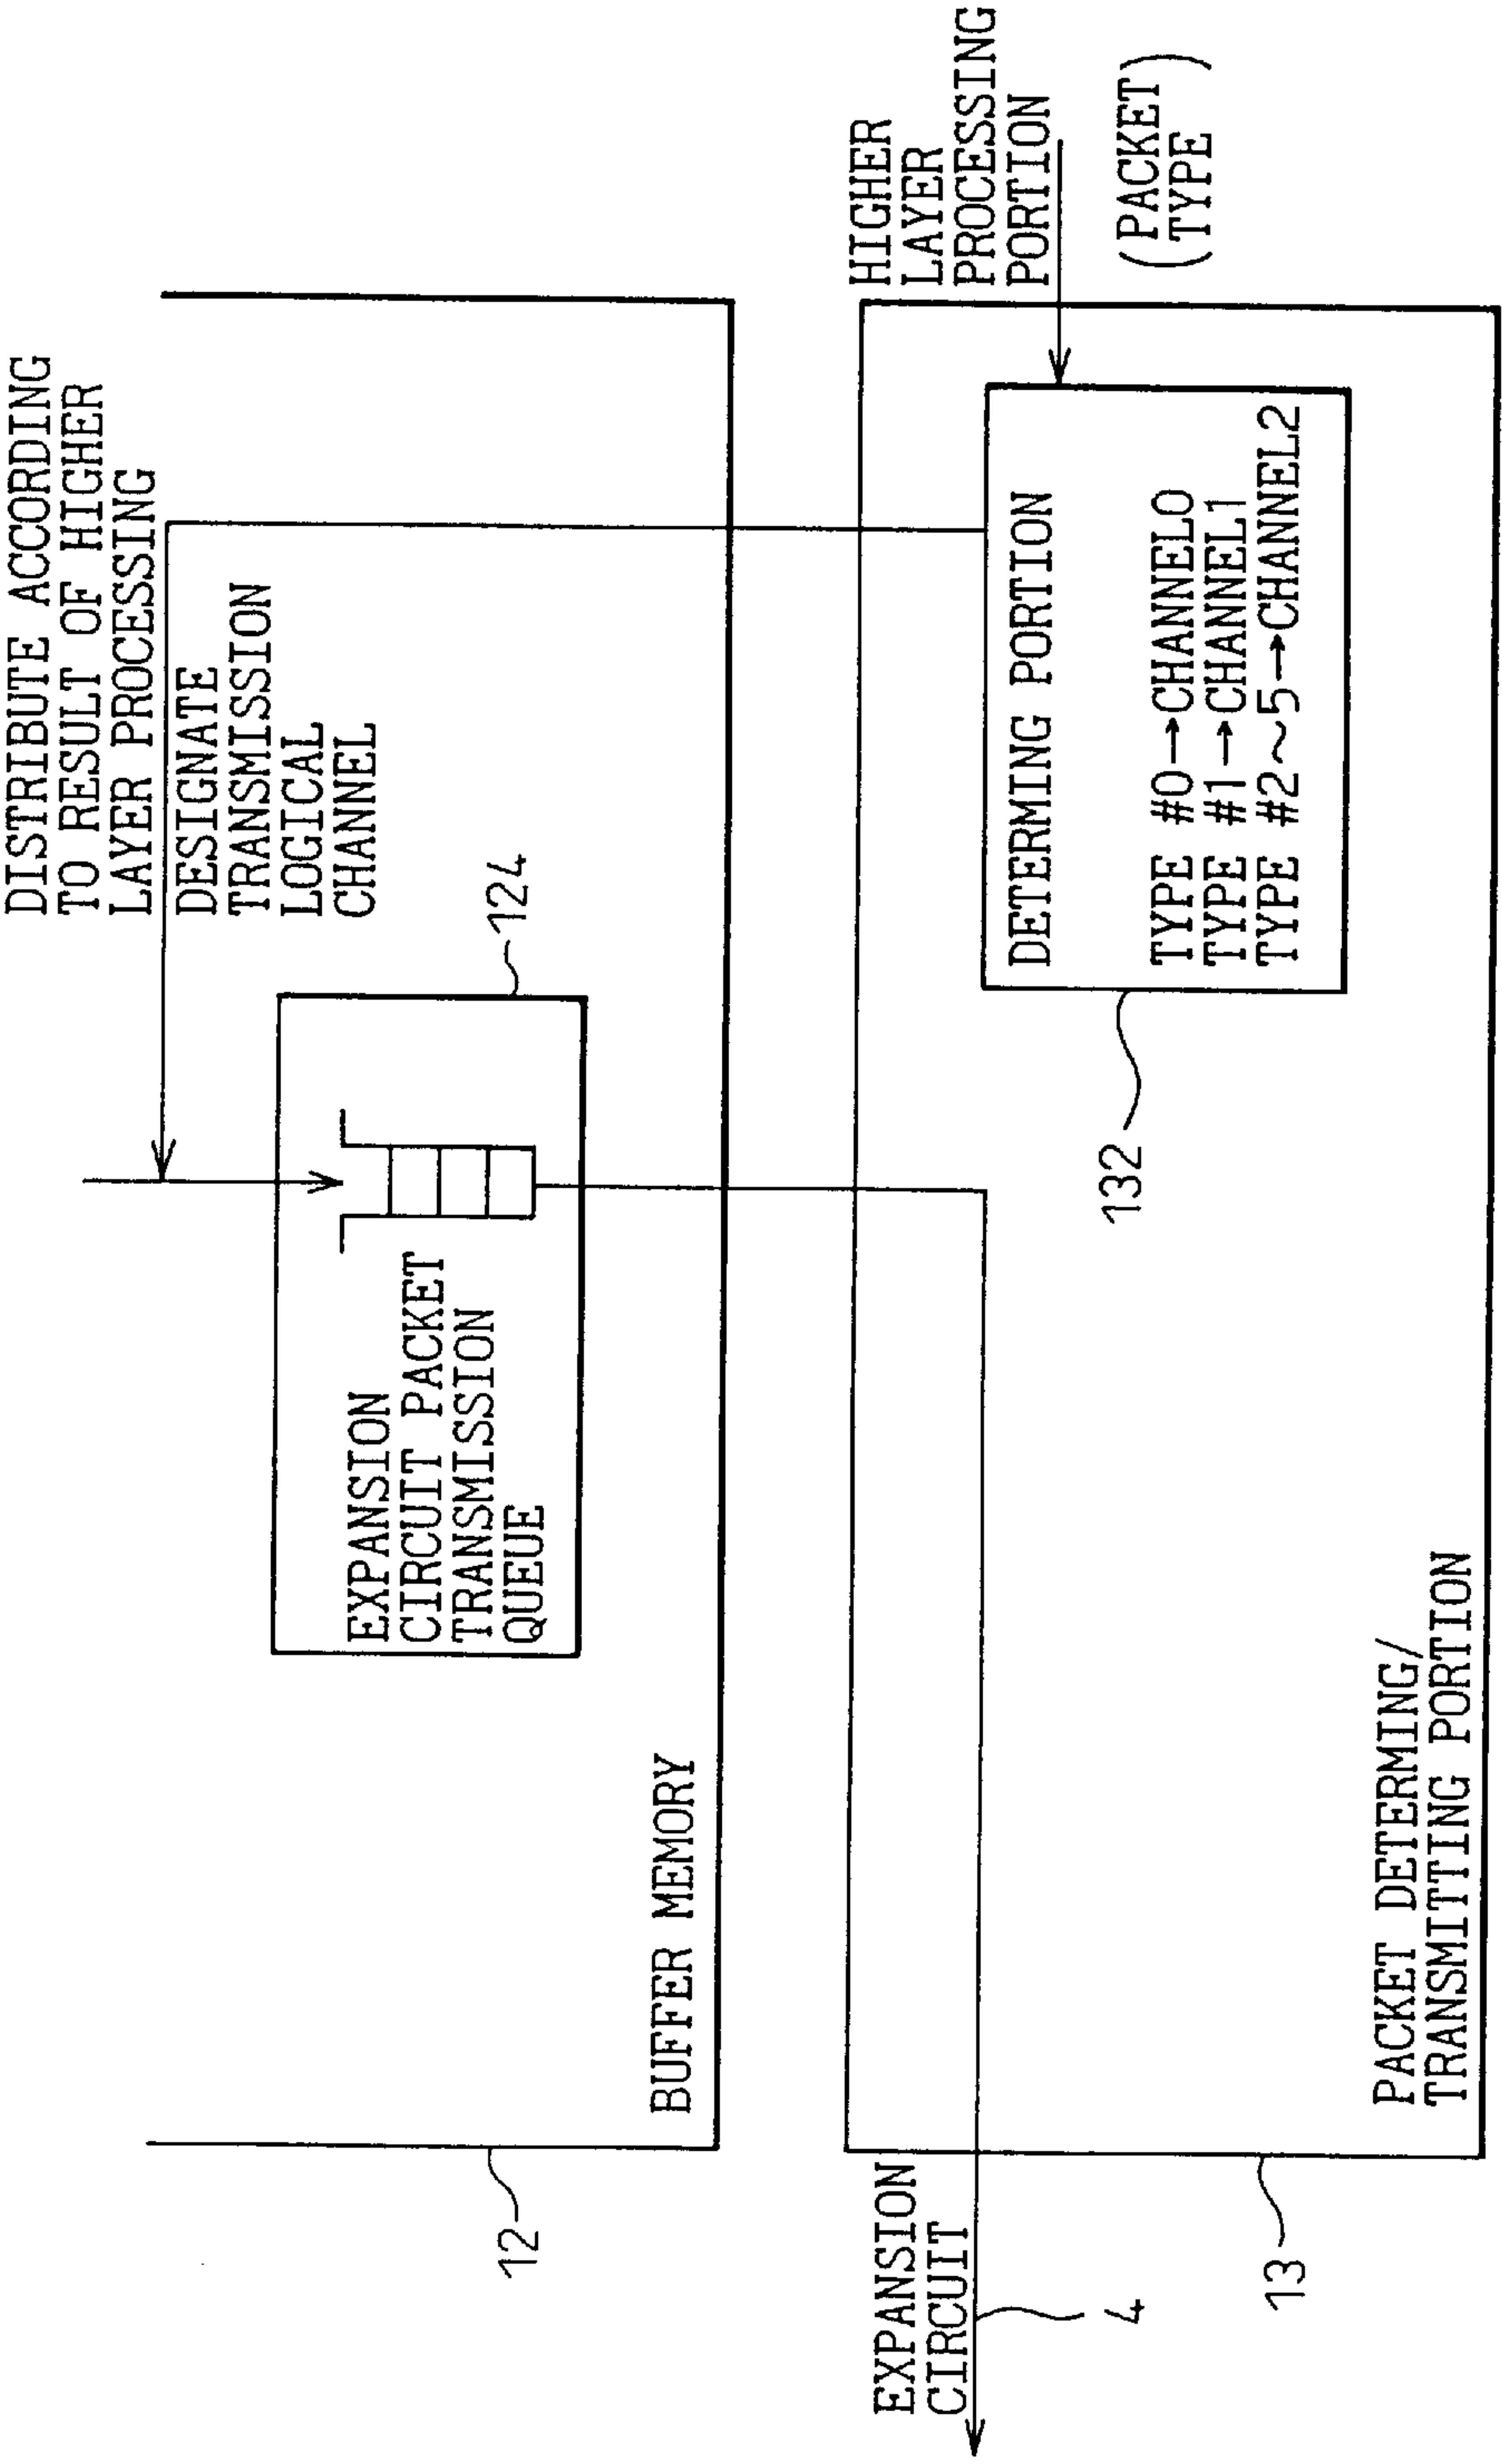 DISTRIBUTE ACCORDING
TO RESULT OF HIGHER
LAYER PROCESSING
DESIGNATE
TRANSMISSION
LOGICAL
CHANNEL
124
EXPANSION
CIRCUIT PACKET
TRANSMISSION
QUEUE
BUFFER MEMORY
12
HIGHER
LAYER
PROCESSING
PORTION
(PACKET)
(TYPE)
EXPANSION
CIRCUIT
4
DETERMING PORTION
TYPE #0→CHANNEL0
TYPE #1→CHANNEL1
TYPE #2~5→CHANNEL2
132
PACKET DETERMING/
TRANSMITTING PORTION
13